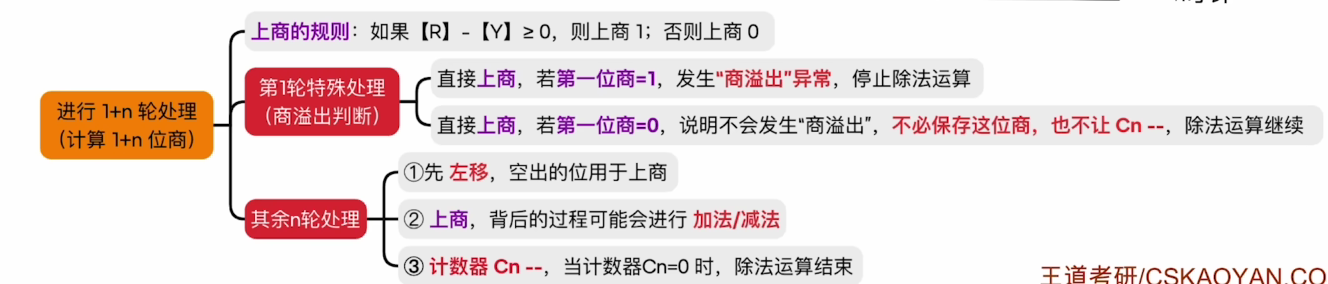 上商的规则：如果【R】-【Y】≥ 0，则上商 1；否则上商 0
进行 1+n 轮处理
（计算 1+n 位商）
第1轮特殊处理
（商溢出判断）
直接上商，若第一位商=1，发生“商溢出”异常，停止除法运算
直接上商，若第一位商=0，说明不会发生“商溢出”，不必保存这位商，也不让 Cn --，除法运算继续
其余n轮处理
①先 左移，空出的位用于上商
② 上商，背后的过程可能会进行 加法/减法
③ 计数器 Cn --，当计数器Cn=0 时，除法运算结束
王道考研/CSKAOYAN.CO